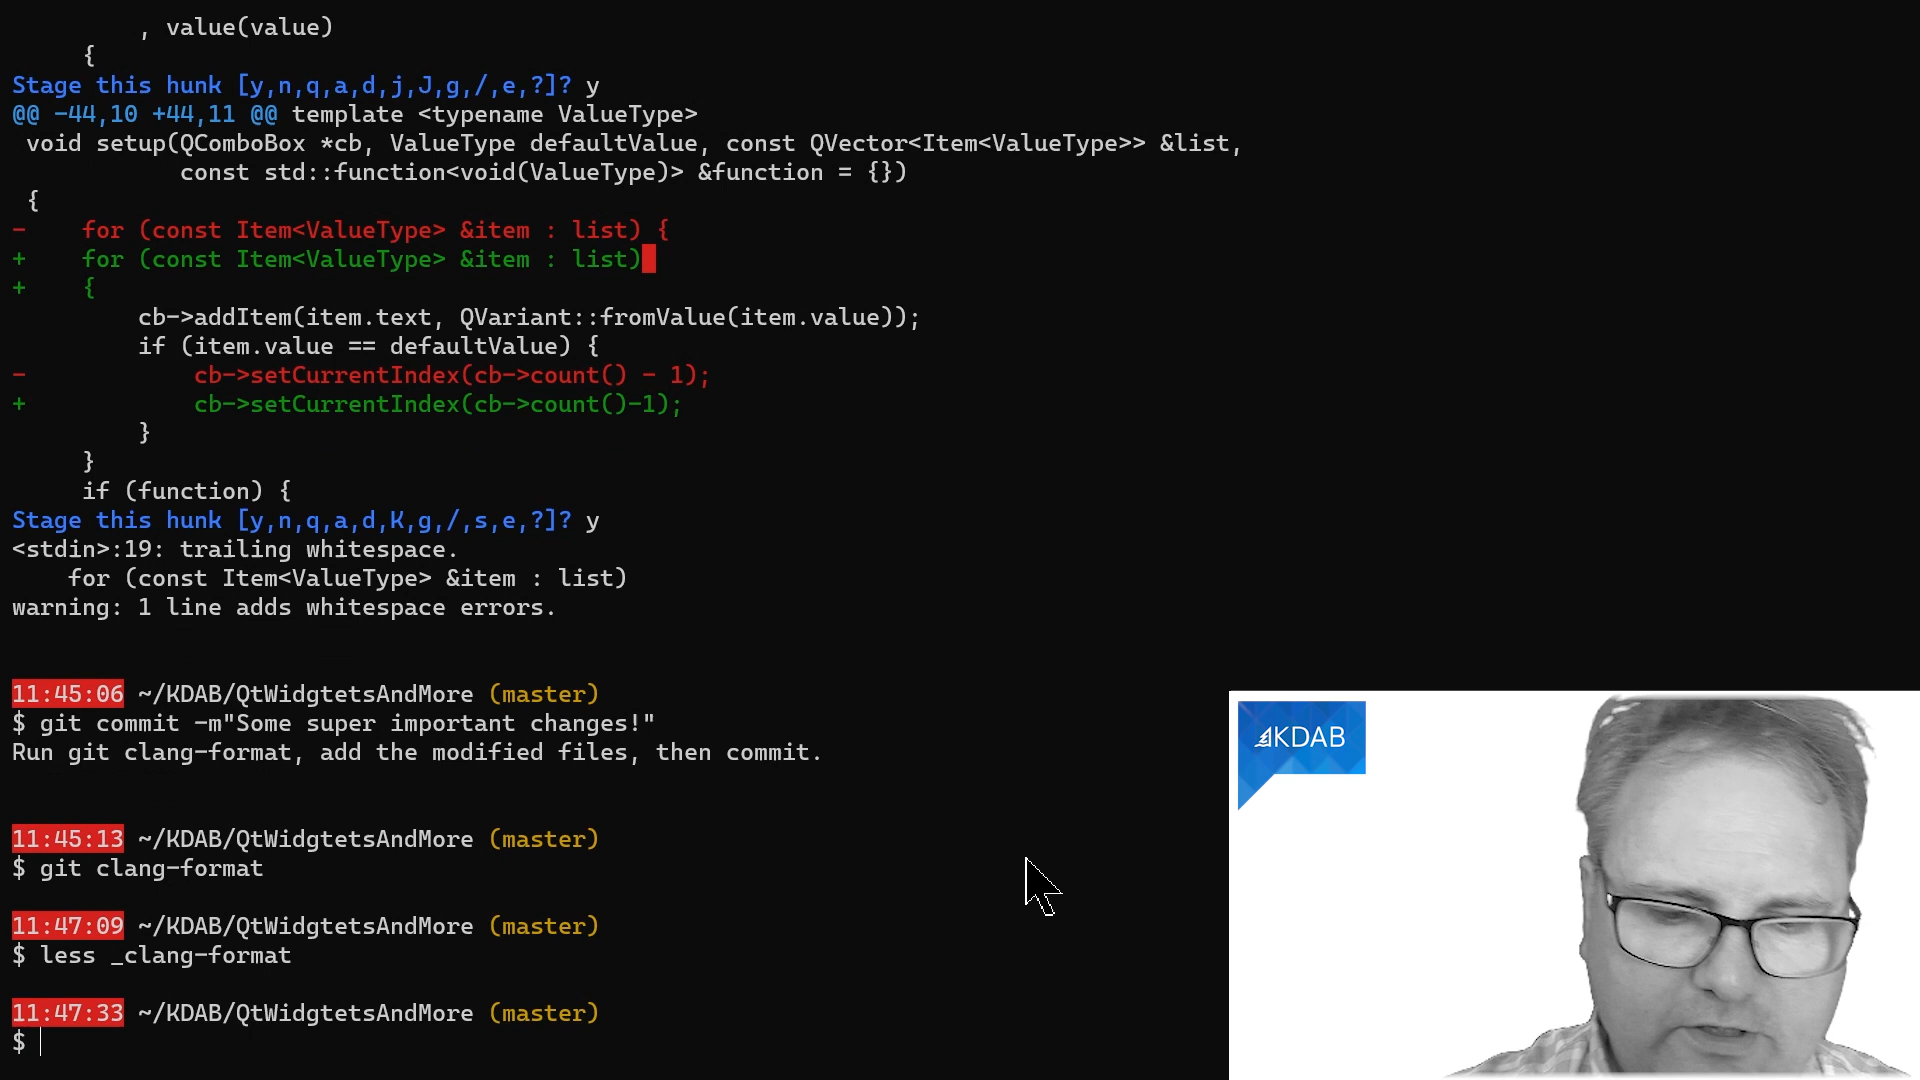 , value(value)
{
Stage this hunk [y,n,q,a,d,j,J,g,/,e,?]? y
@@ -44,10 +44,11 @@ template <typename ValueType>
void setup(QComboBox *cb, ValueType defaultValue, const QVector<Item<ValueType>> &list,
const std::function<void(ValueType)> &function = {})
{
-    for (const Item<ValueType> &item : list) {
+    for (const Item<ValueType> &item : list)
+    {
cb->addItem(item.text, QVariant::fromValue(item.value));
if (item.value == defaultValue) {
-            cb->setCurrentIndex(cb->count() - 1);
+            cb->setCurrentIndex(cb->count()-1);
}
}
if (function) {
Stage this hunk [y,n,q,a,d,K,g,/,s,e,?]? y
<stdin>:19: trailing whitespace.
for (const Item<ValueType> &item : list)
warning: 1 line adds whitespace errors.
11:45:06 ~/KDAB/QtWidgtetsAndMore (master)
$ git commit -m"Some super important changes!"
Run git clang-format, add the modified files, then commit.
11:45:13 ~/KDAB/QtWidgtetsAndMore (master)
$ git clang-format
11:47:09 ~/KDAB/QtWidgtetsAndMore (master)
$ less _clang-format
11:47:33 ~/KDAB/QtWidgtetsAndMore (master)
$
KDAB